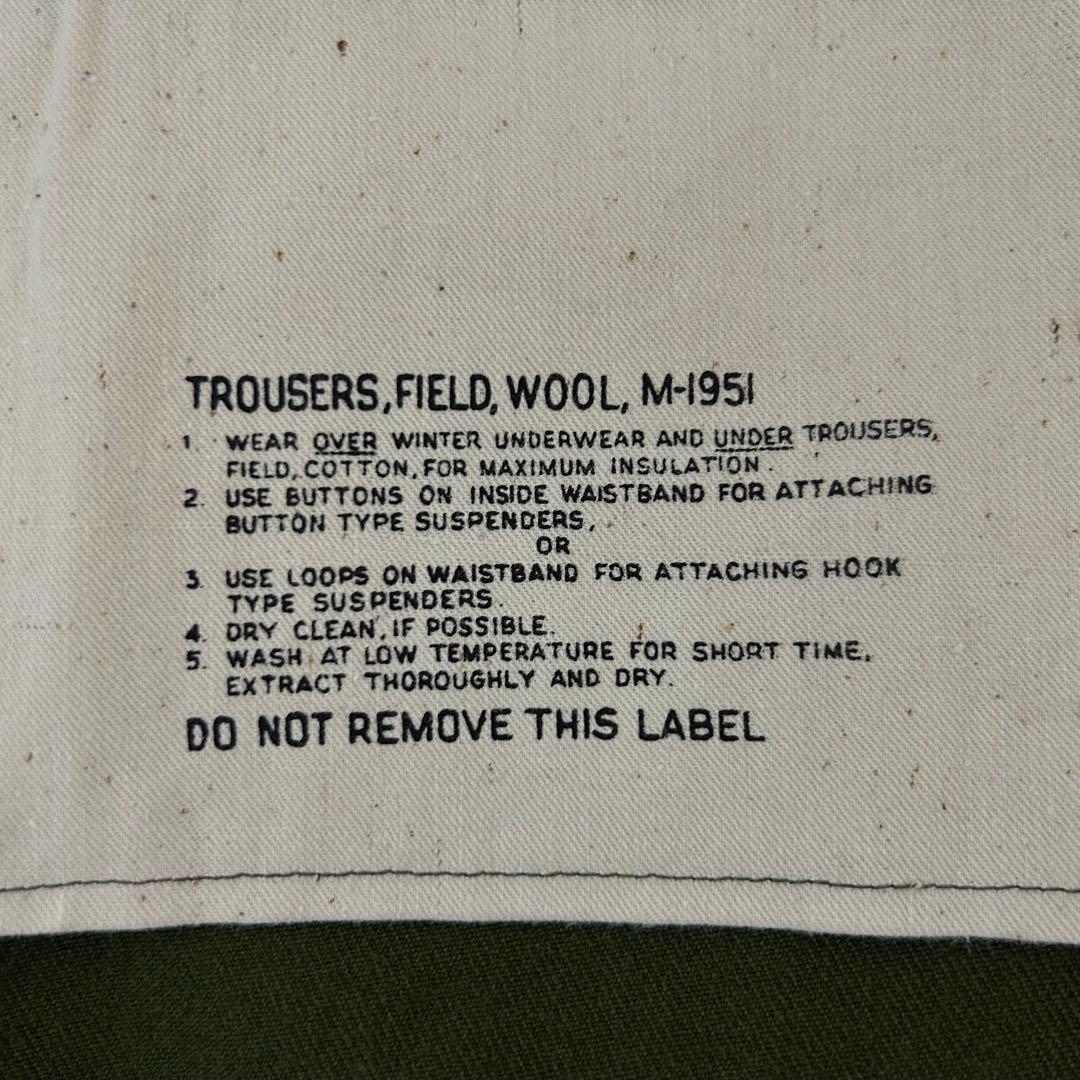 TROUSERS, FIELD, WOOL, M-1951
1. WEAR OVER WINTER UNDERWEAR AND UNDER TROUSERS,
FIELD, COTTON, FOR MAXIMUM INSULATION.
2. USE BUTTONS ON INSIDE WAISTBAND FOR ATTACHING
BUTTON TYPE SUSPENDERS,
OR
3. USE LOOPS ON WAISTBAND FOR ATTACHING HOOK
TYPE SUSPENDERS.
4. DRY CLEAN, IF POSSIBLE.
5. WASH AT LOW TEMPERATURE FOR SHORT TIME,
EXTRACT THOROUGHLY AND DRY.
DO NOT REMOVE THIS LABEL